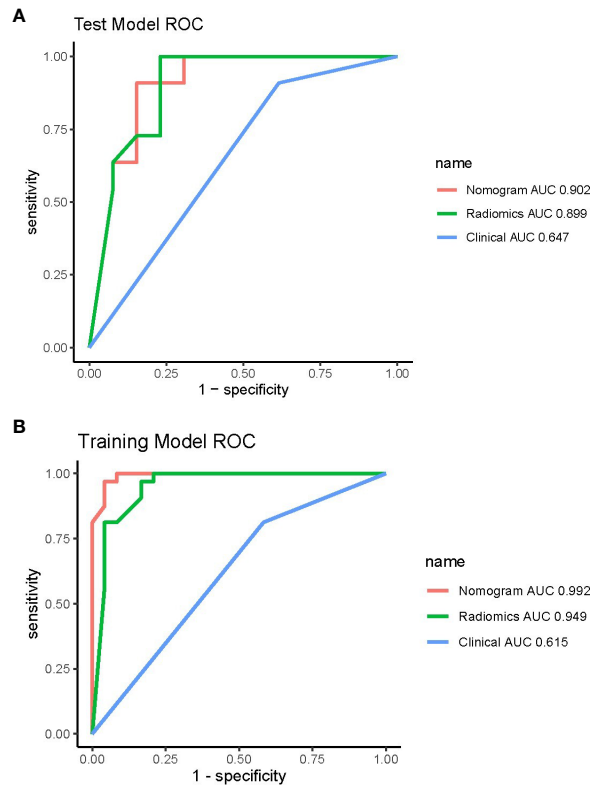 A
Test Model ROC
1.00
0.75
0.50
0.25
0.00
sensitivity
0.00 0.25 0.50 0.75 1.00
1 − specificity
name
Nomogram AUC 0.902
Radiomics AUC 0.899
Clinical AUC 0.647
B
Training Model ROC
1.00
0.75
0.50
0.25
0.00
sensitivity
0.00 0.25 0.50 0.75 1.00
1 - specificity
name
Nomogram AUC 0.992
Radiomics AUC 0.949
Clinical AUC 0.615